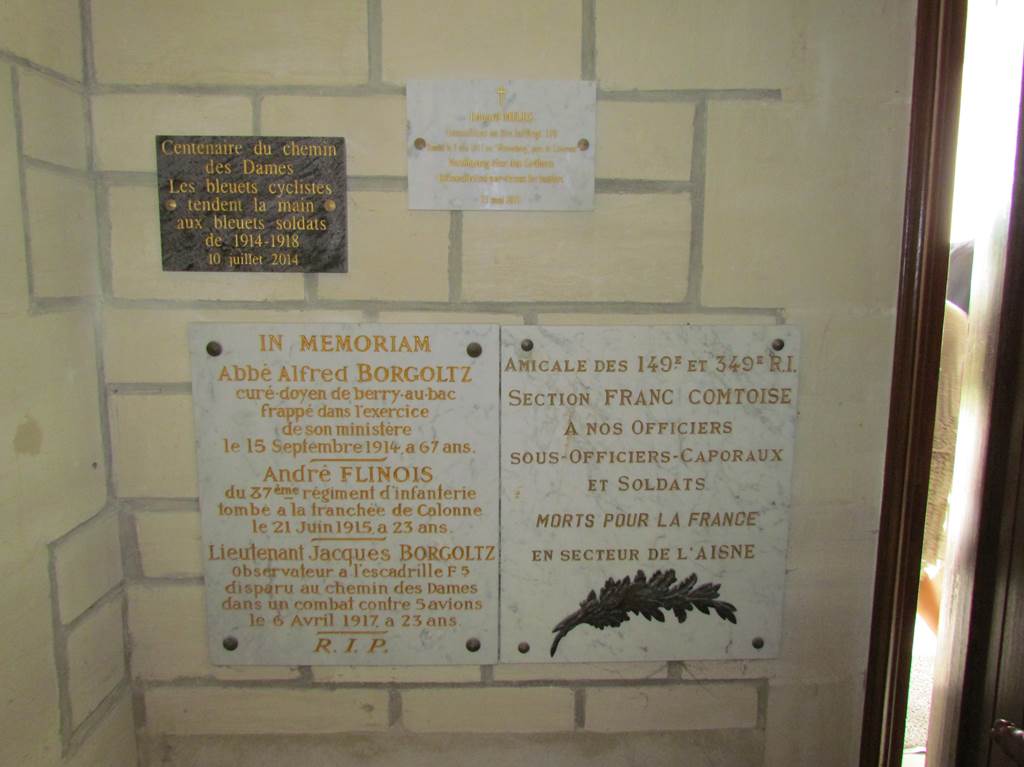 Centenaire du chemin
des Dames
Les bleuets cyclistes
tendent la main
aux bleuets soldats
de 1914-1918
10 juillet 2014
IN MEMORIAM
Abbé Alfred BORGOLTZ
curé-doyen de berry-au-bac
frappé dans l'exercice
de son ministère
le 15 Septembre 1914, a 67 ans.
André FLINOIS
du 37ème régiment d'infanterie
tombé a la tranchée de Calonne
le 21 Juin 1915, a 23 ans.
Lieutenant Jacques BORGOLTZ
Observateur a l'escadrille F 5
disparu au chemin des Dames
dans un combat contre 5 avions
le 6 Avril 1917, a 23 ans.
R. I. P.
AMICALE DES 149E ET 349E R.I.
SECTION FRANC COMTOISE
A NOS OFFICIERS
SOUS-OFFICIERS-CAPORAUX
ET SOLDATS
MORTS POUR LA FRANCE
EN SECTEUR DE L'AISNE